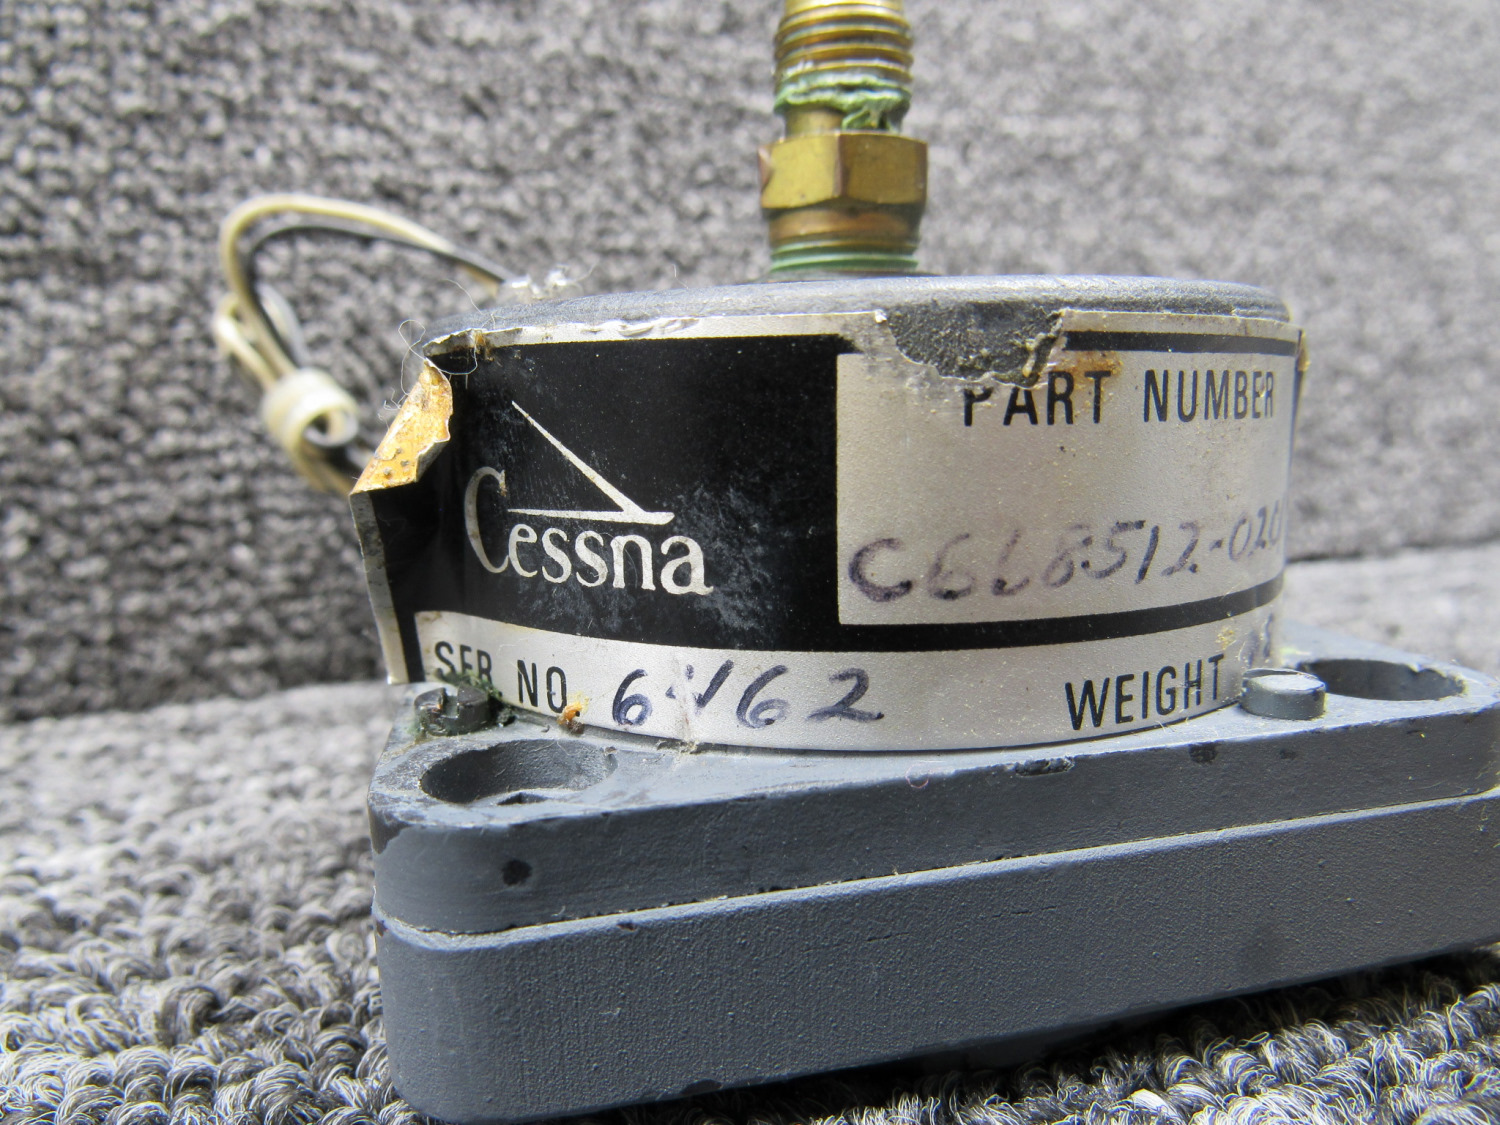 Cessna
PART NUMBER
C668512-020
SER NO. 6462
WEIGHT